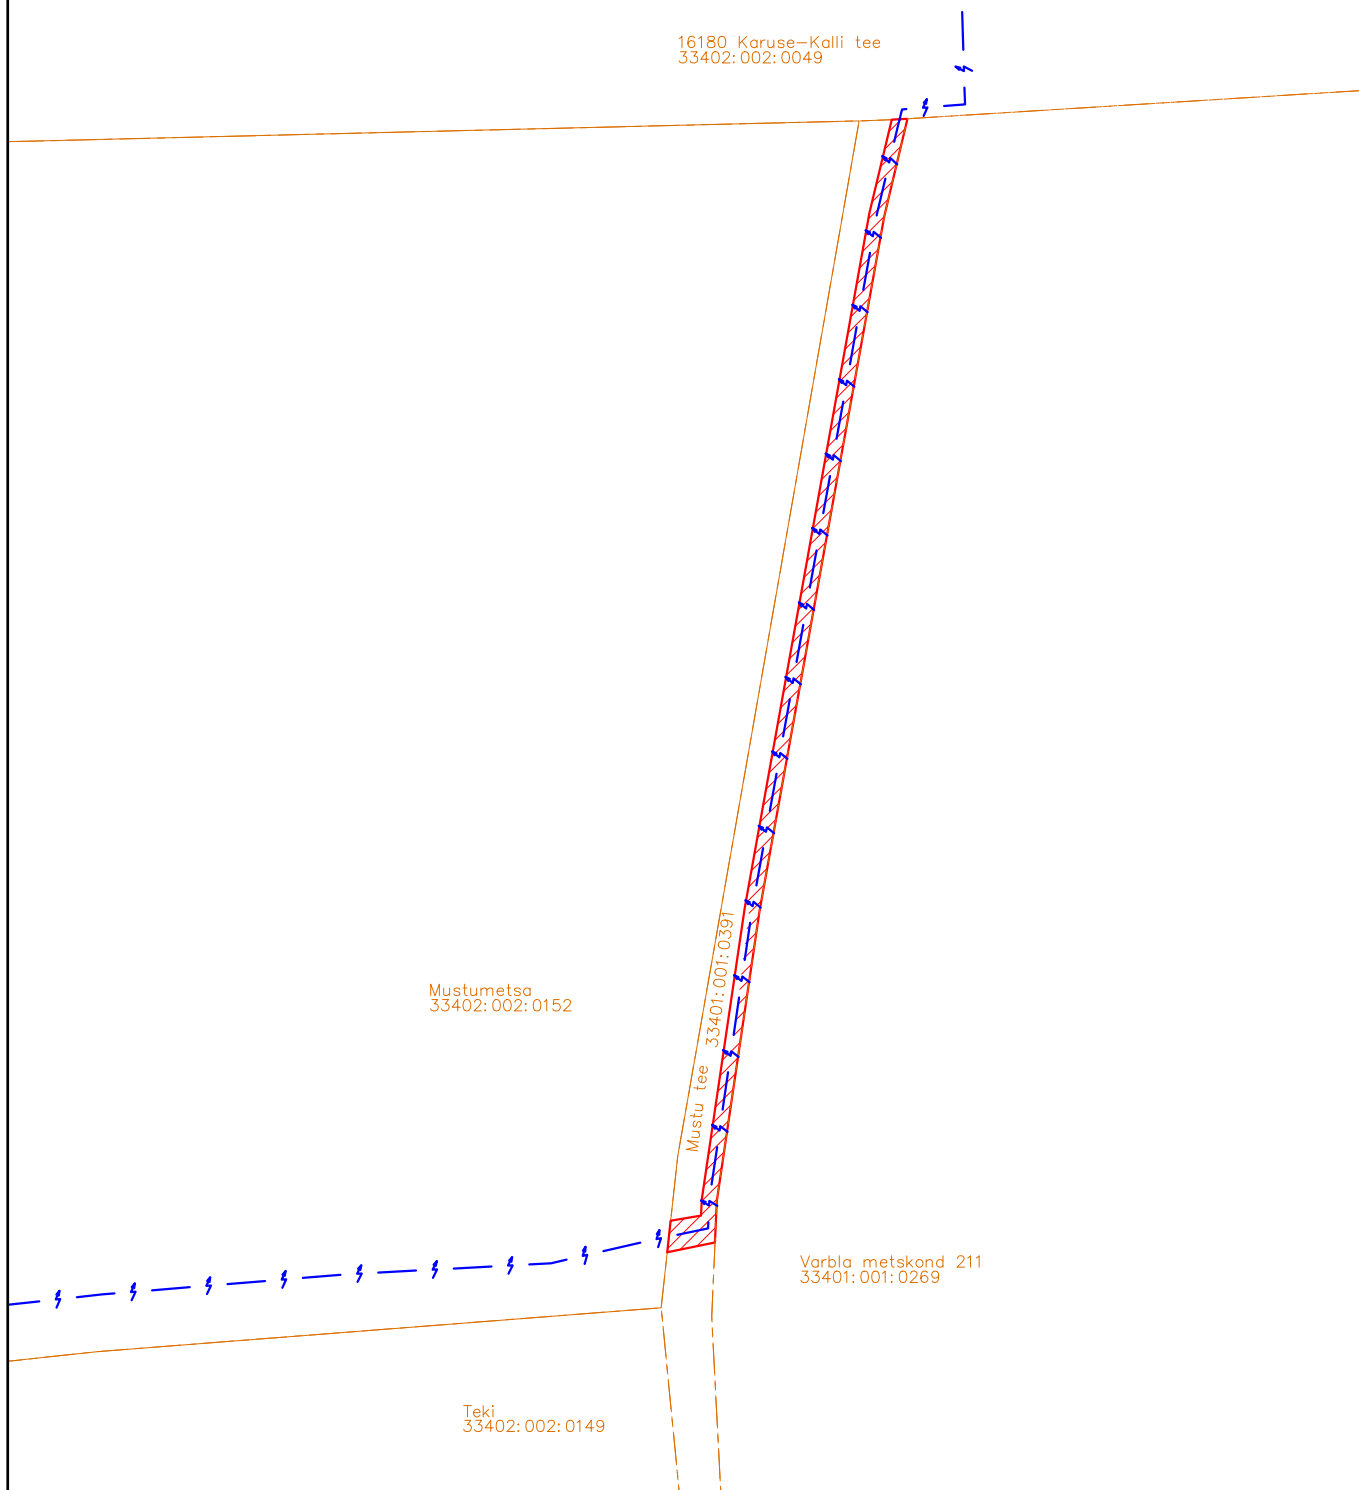 16180 Karuse-Kalli tee
33402:002:0049
Mustumetsa
33402:002:0152
Mustu tee 33401:001:0391
Varbla metskond 211
33401:001:0269
Teki
33402:002:0149